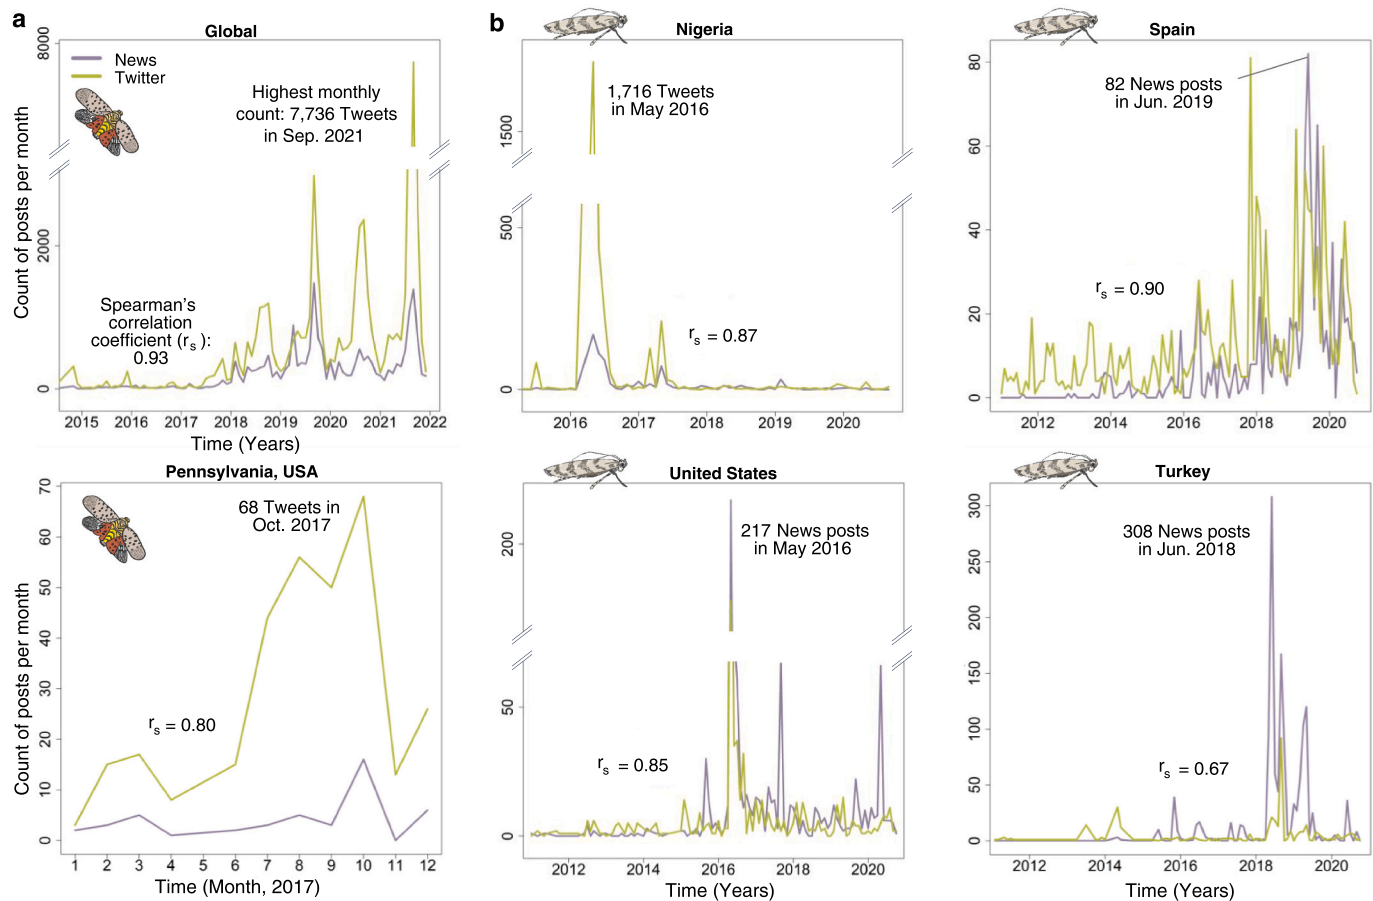 a
Global
8000
2000
0
Count of posts per month
News
Twitter
Highest monthly
count: 7,736 Tweets
in Sep. 2021
Spearman's
correlation
coefficient (rs):
0.93
2015 2016 2017 2018 2019 2020 2021 2022
Time (Years)
b
Nigeria
1500
500
0
1,716 Tweets
in May 2016
rs = 0.87
2016 2017 2018 2019 2020
Spain
80
60
40
20
0
82 News posts
in Jun. 2019
rs = 0.90
2012 2014 2016 2018 2020
Pennsylvania, USA
70
60
50
40
30
20
10
0
Count of posts per month
68 Tweets in
Oct. 2017
rs = 0.80
1 2 3 4 5 6 7 8 9 10 11 12
Time (Month, 2017)
United States
200
50
0
217 News posts
in May 2016
rs = 0.85
2012 2014 2016 2018 2020
Time (Years)
Turkey
300
250
200
150
100
50
0
308 News posts
in Jun. 2018
rs = 0.67
2012 2014 2016 2018 2020
Time (Years)